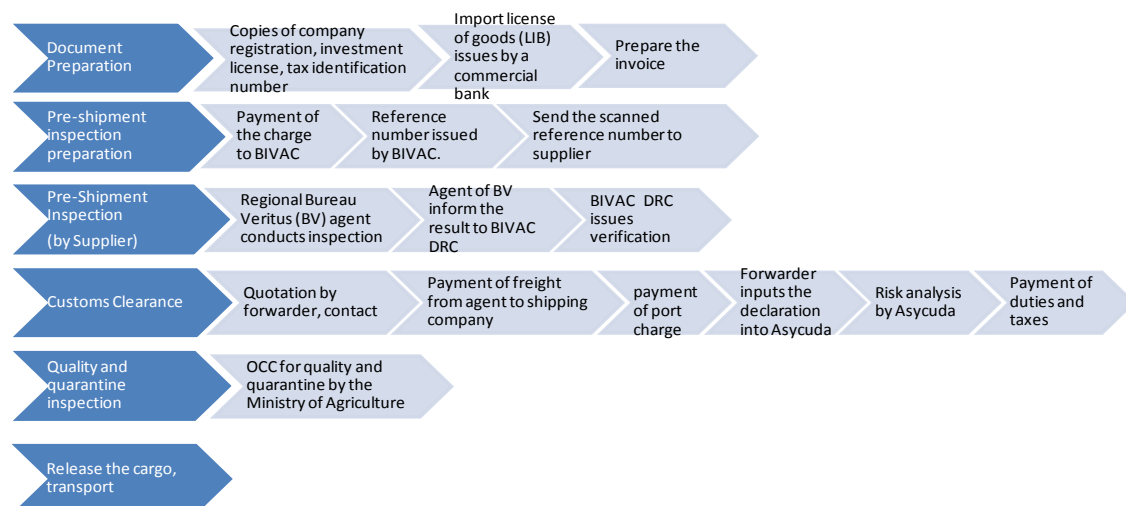 Document
Preparation
Copies of company
registration, investment
license, tax identification
number
Import license
of goods (LIB)
issues by a
commercial
bank
Prepare the
invoice
Pre-shipment
inspection
preparation
Payment of
the charge
to BIVAC
Reference
number issued
by BIVAC.
Send the scanned
reference number to
supplier
Pre-Shipment
Inspection
(by Supplier)
Regional Bureau
Veritus (BV) agent
conducts inspection
Agent of BV
inform the
result to BIVAC
DRC
BIVAC DRC
issues
verification
Customs Clearance
Quotation by
forwarder, contact
Payment of freight
from agent to shipping
company
payment
of port
charge
Forwarder
inputs the
declaration
into Asycuda
Risk analysis
by Asycuda
Payment of
duties and
taxes
Quality and
quarantine
inspection
OCC for quality and
quarantine by the
Ministry of Agriculture
Release the cargo,
transport